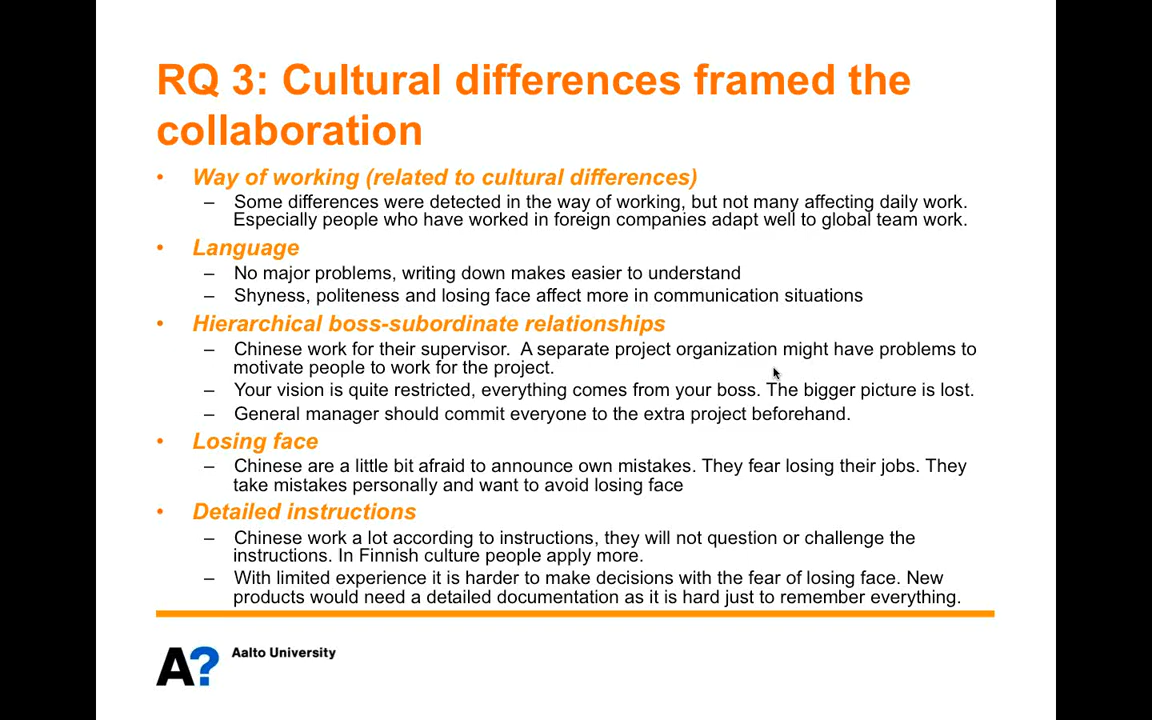 RQ 3: Cultural differences framed the
collaboration
• Way of working (related to cultural differences)
– Some differences were detected in the way of working, but not many affecting daily work.
Especially people who have worked in foreign companies adapt well to global team work.
• Language
– No major problems, writing down makes easier to understand
– Shyness, politeness and losing face affect more in communication situations
• Hierarchical boss-subordinate relationships
– Chinese work for their supervisor.  A separate project organization might have problems to
motivate people to work for the project.
– Your vision is quite restricted, everything comes from your boss. The bigger picture is lost.
– General manager should commit everyone to the extra project beforehand.
• Losing face
– Chinese are a little bit afraid to announce own mistakes. They fear losing their jobs. They
take mistakes personally and want to avoid losing face
• Detailed instructions
– Chinese work a lot according to instructions, they will not question or challenge the
instructions. In Finnish culture people apply more.
– With limited experience it is harder to make decisions with the fear of losing face. New
products would need a detailed documentation as it is hard just to remember everything.
A? Aalto University